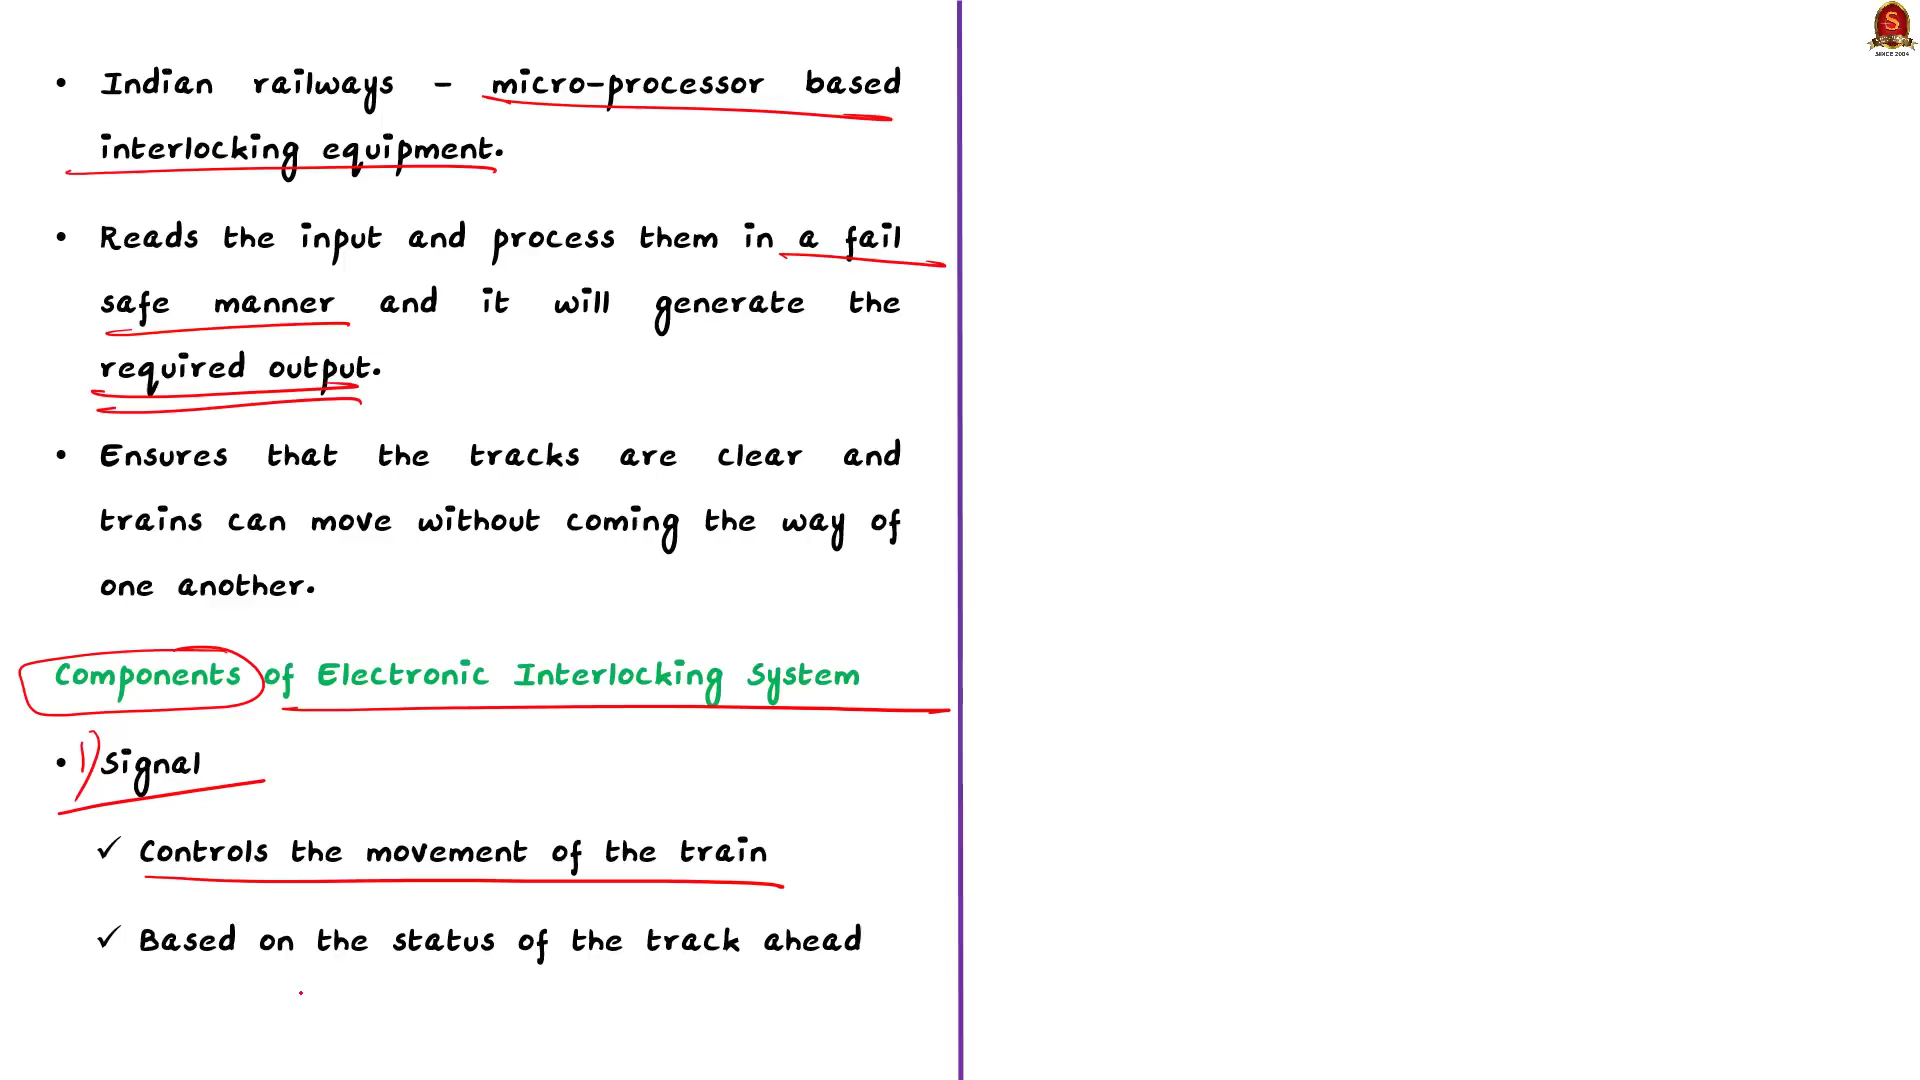 • Indian railways - micro-processor based
interlocking equipment.
• Reads the input and process them in a fail
safe manner and it will generate the
required output.
• Ensures that the tracks are clear and
trains can move without coming the way of
one another.
Components of Electronic Interlocking System
• 1) Signal
✓ Controls the movement of the train
✓ Based on the status of the track ahead
S
SINCE 2004